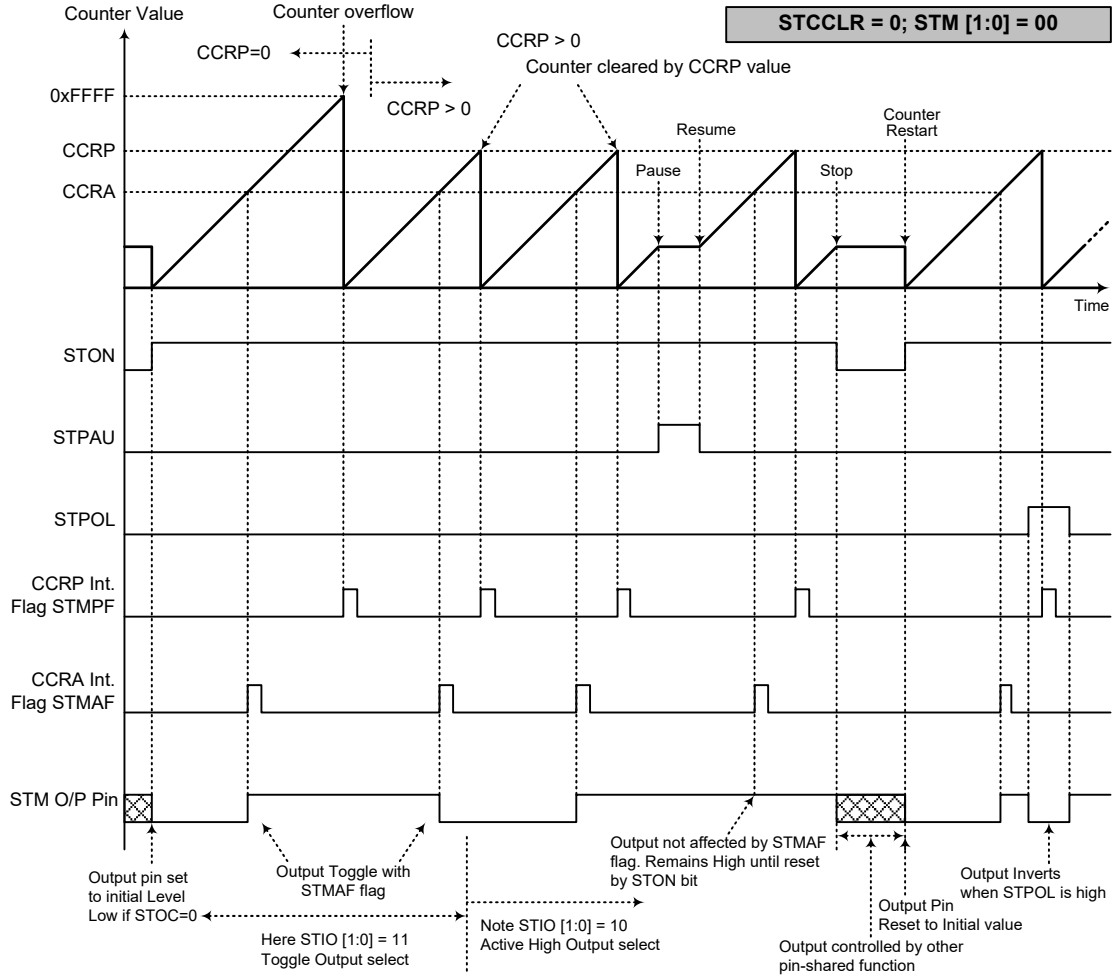 Counter Value
Counter overflow
STCCLR = 0; STM [1:0] = 00
CCRP=0
CCRP > 0
CCRP > 0
Counter cleared by CCRP value
0xFFFF
CCRP
CCRA
Pause
Resume
Stop
Counter
Restart
Time
STON
STPAU
STPOL
CCRP Int.
Flag STMPF
CCRA Int.
Flag STMAF
STM O/P Pin
Output pin set
to initial Level
Low if STOC=0
Output Toggle with
STMAF flag
Here STIO [1:0] = 11
Toggle Output select
Note STIO [1:0] = 10
Active High Output select
Output not affected by STMAF
flag. Remains High until reset
by STON bit
Output Pin
Reset to Initial value
Output controlled by other
pin-shared function
Output Inverts
when STPOL is high